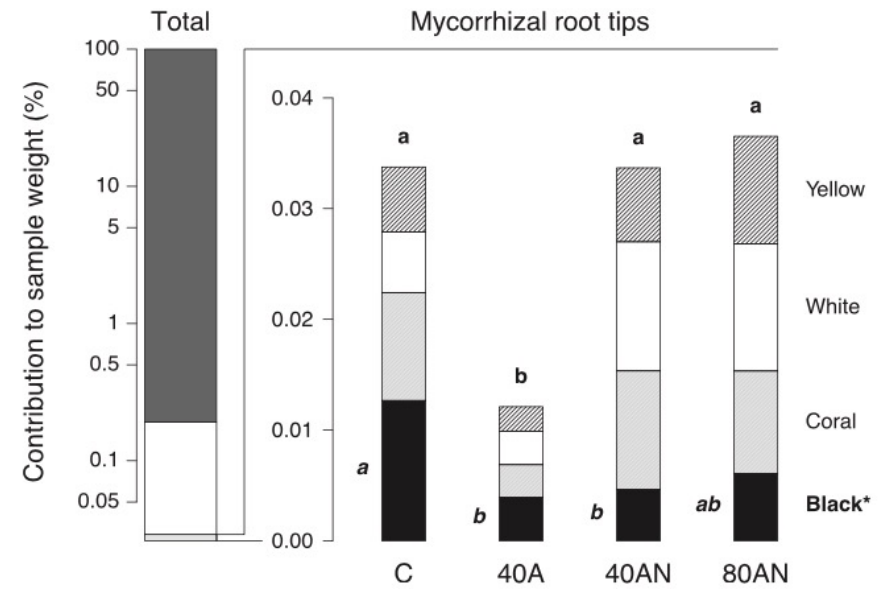 Total
Mycorrhizal root tips
Contribution to sample weight (%)
100
50
10
5
1
0.5
0.1
0.05
0.04
0.03
0.02
0.01
0.00
a
b
a
a
a
b
b
ab
Yellow
White
Coral
Black*
C 40A 40AN 80AN